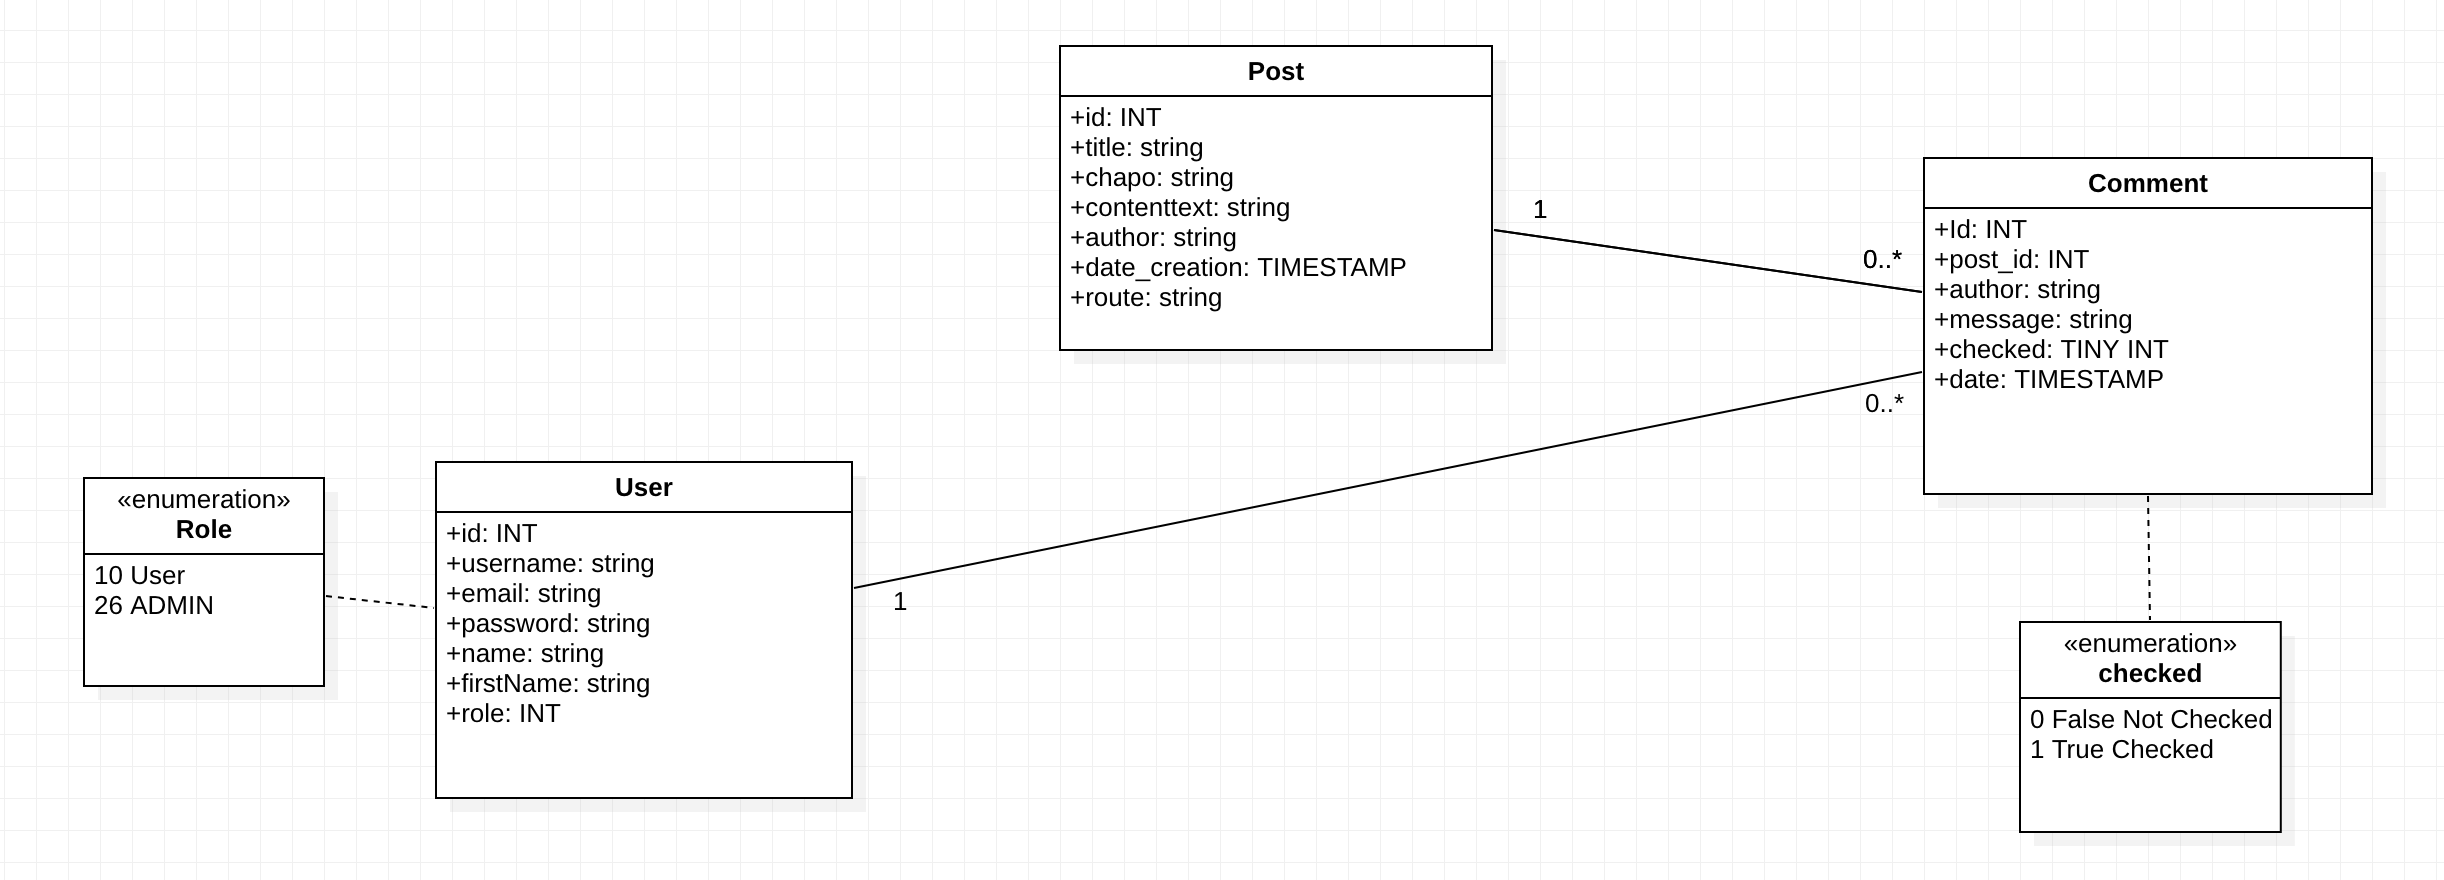 Post
+id: INT
+title: string
+chapo: string
+contenttext: string
+author: string
+date_creation: TIMESTAMP
+route: string
1
0..*
Comment
+Id: INT
+post_id: INT
+author: string
+message: string
+checked: TINY INT
+date: TIMESTAMP
0..*
1
«enumeration»
Role
10 User
26 ADMIN
User
+id: INT
+username: string
+email: string
+password: string
+name: string
+firstName: string
+role: INT
«enumeration»
checked
0 False Not Checked
1 True Checked